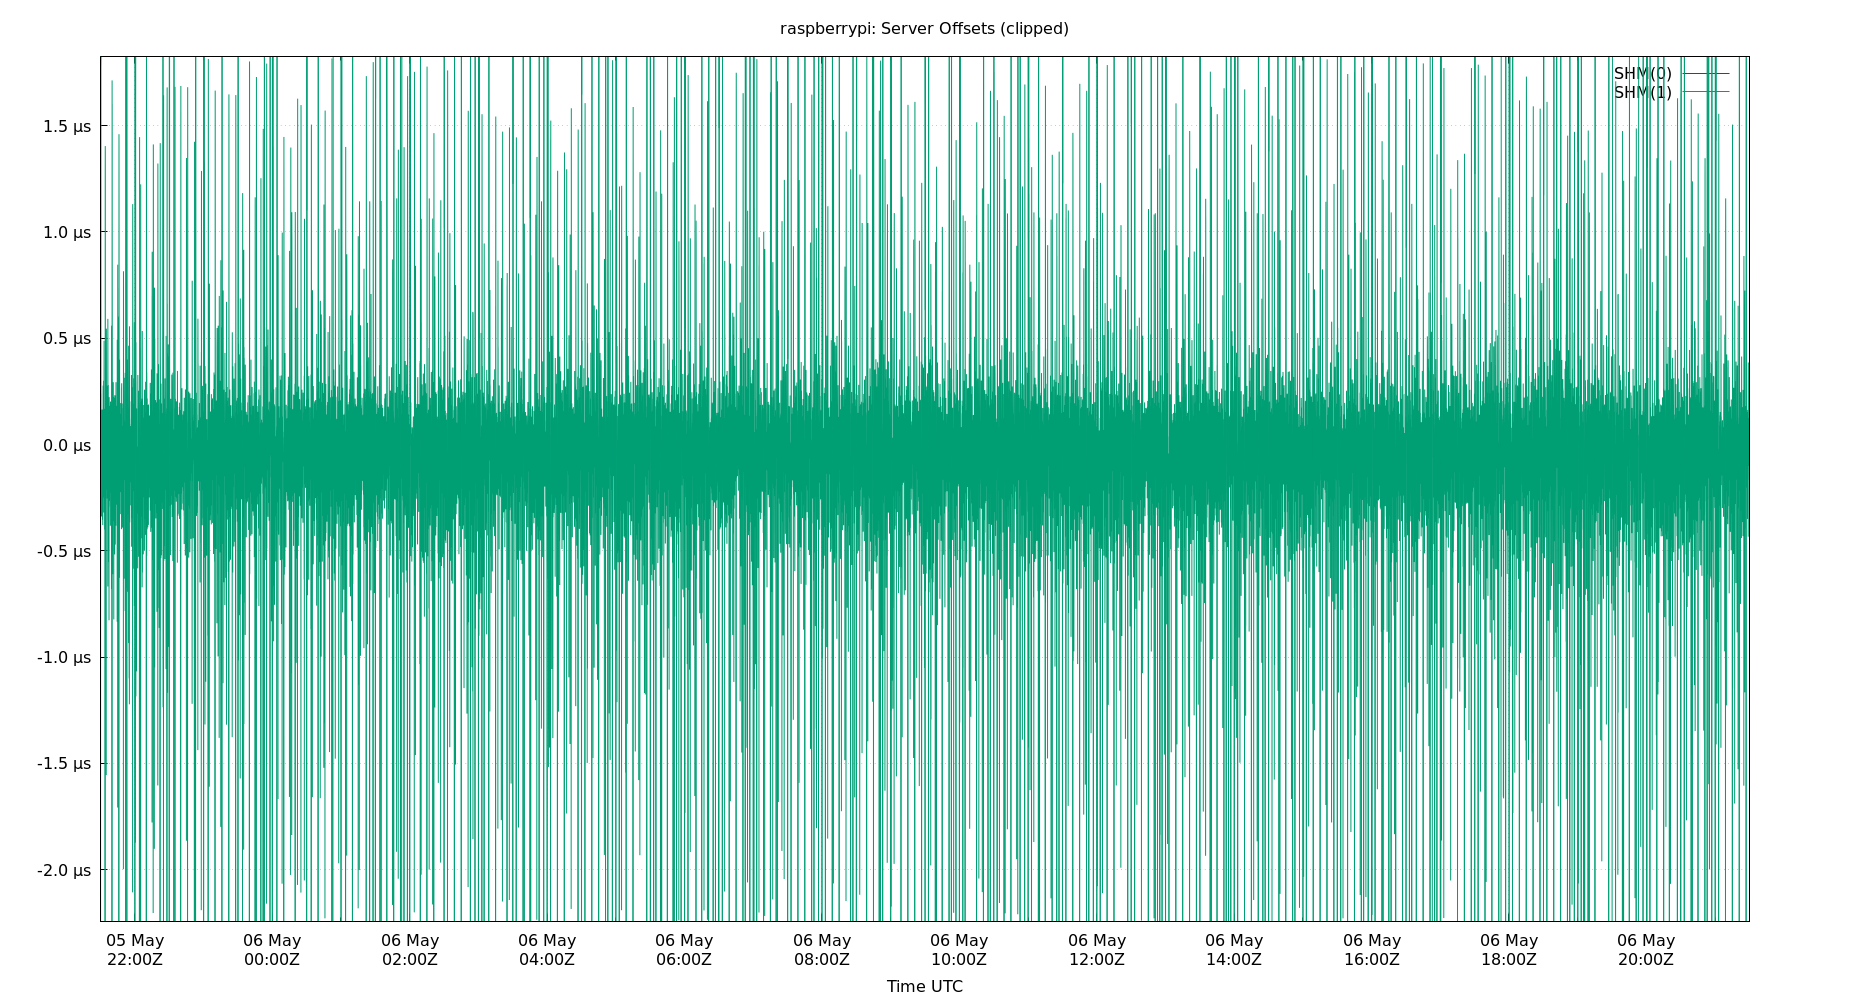 raspberrypi: Server Offsets (clipped)
SHM(0)
SHM(1)
1.5 µs
1.0 µs
0.5 µs
0.0 µs
-0.5 µs
-1.0 µs
-1.5 µs
-2.0 µs
05 May 06 May 06 May 06 May 06 May 06 May 06 May 06 May 06 May 06 May 06 May 06 May
22:00Z 00:00Z 02:00Z 04:00Z 06:00Z 08:00Z 10:00Z 12:00Z 14:00Z 16:00Z 18:00Z 20:00Z
Time UTC